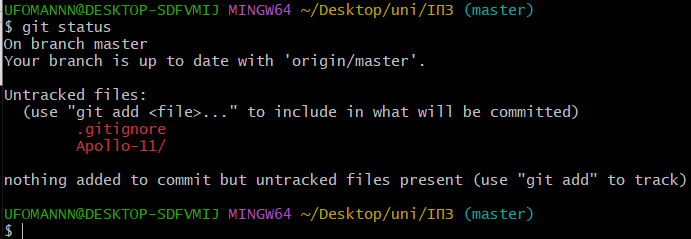 UFOMANNN@DESKTOP-SDFVMIJ MINGW64 ~/Desktop/uni/ІПЗ (master)
$ git status
On branch master
Your branch is up to date with 'origin/master'.
Untracked files:
(use "git add <file>..." to include in what will be committed)
.gitignore
Apollo-11/
nothing added to commit but untracked files present (use "git add" to track)
UFOMANNN@DESKTOP-SDFVMIJ MINGW64 ~/Desktop/uni/ІПЗ (master)
$